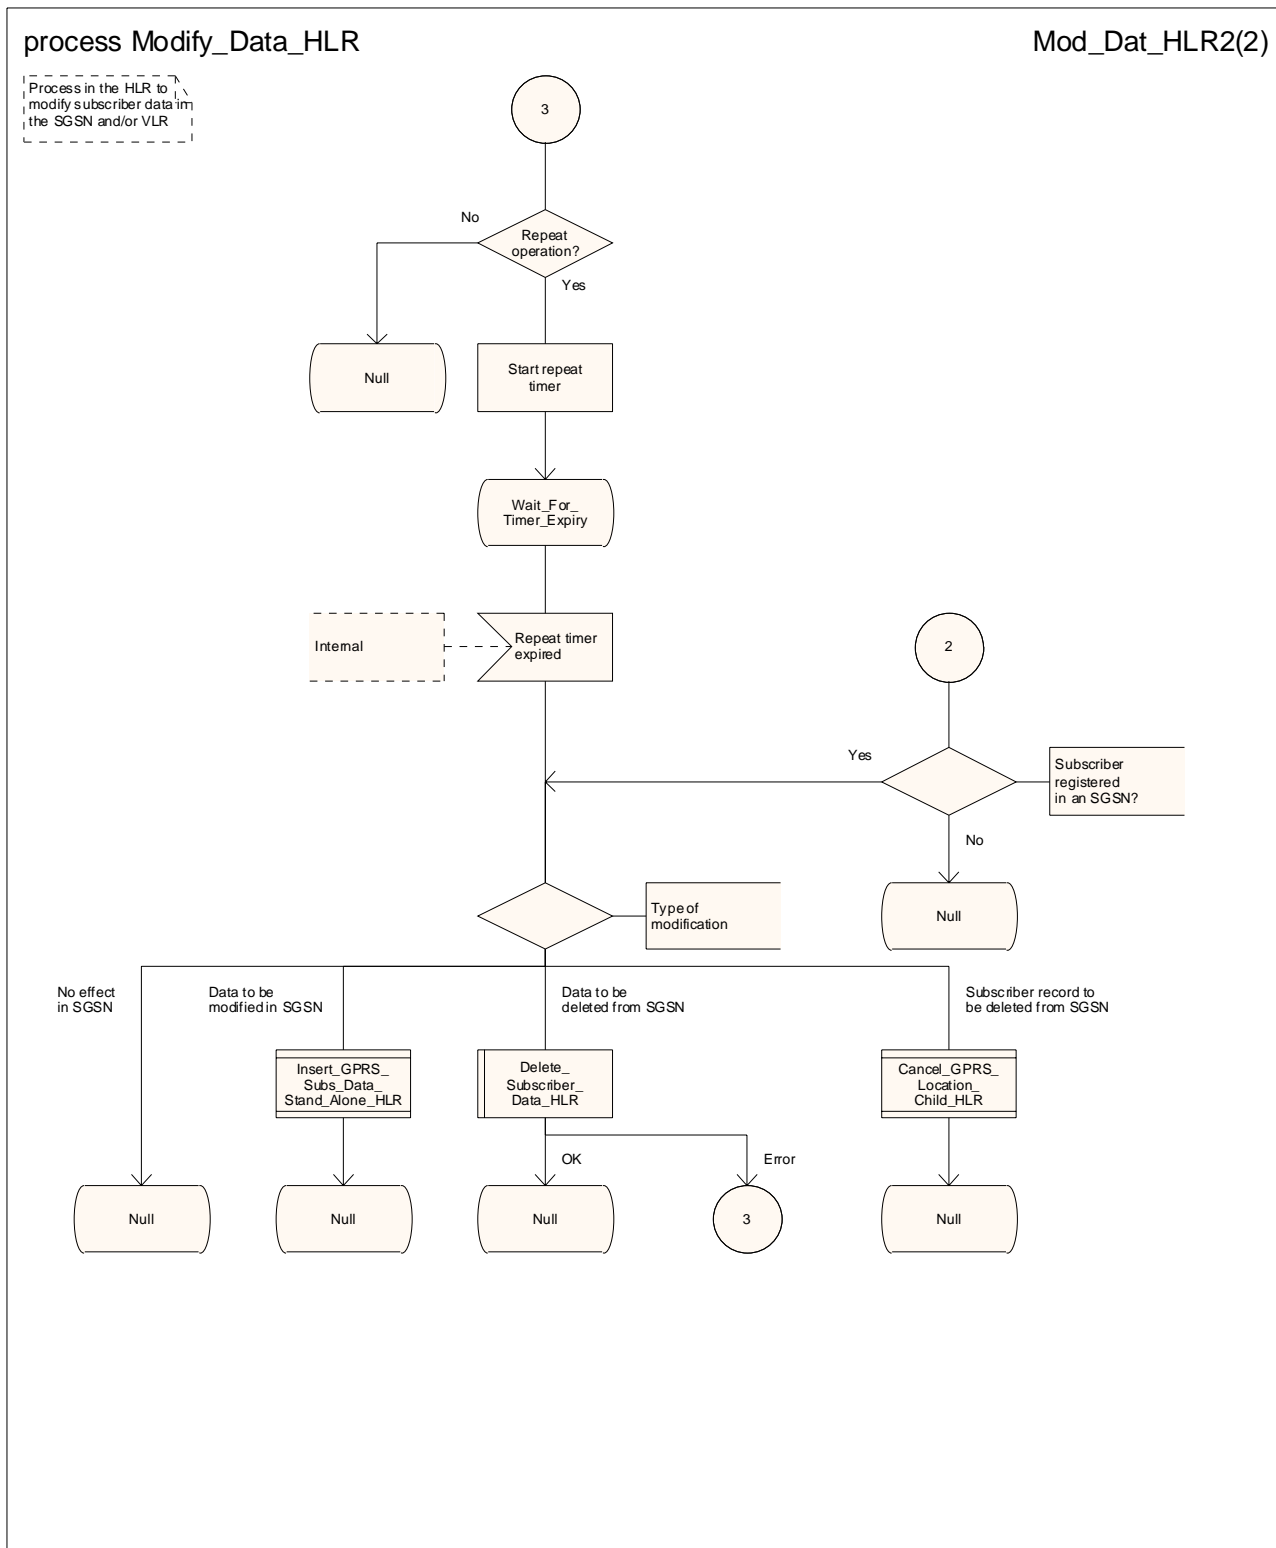 process Modify_Data_HLR
Mod_Dat_HLR2(2)
Process in the HLR to
modify subscriber data in
the SGSN and/or VLR
3
No
Repeat
operation?
Yes
Null
Start repeat
timer
Wait_For_
Timer_Expiry
Internal
Repeat timer
expired
2
Yes
Subscriber
registered
in an SGSN?
No
Type of
modification
Null
No effect
in SGSN
Data to be
modified in SGSN
Data to be
deleted from SGSN
Subscriber record to
be deleted from SGSN
Insert_GPRS_
Subs_Data_
Stand_Alone_HLR
Delete_
Subscriber_
Data_HLR
Cancel_GPRS_
Location_
Child_HLR
OK
Error
Null
Null
Null
3
Null